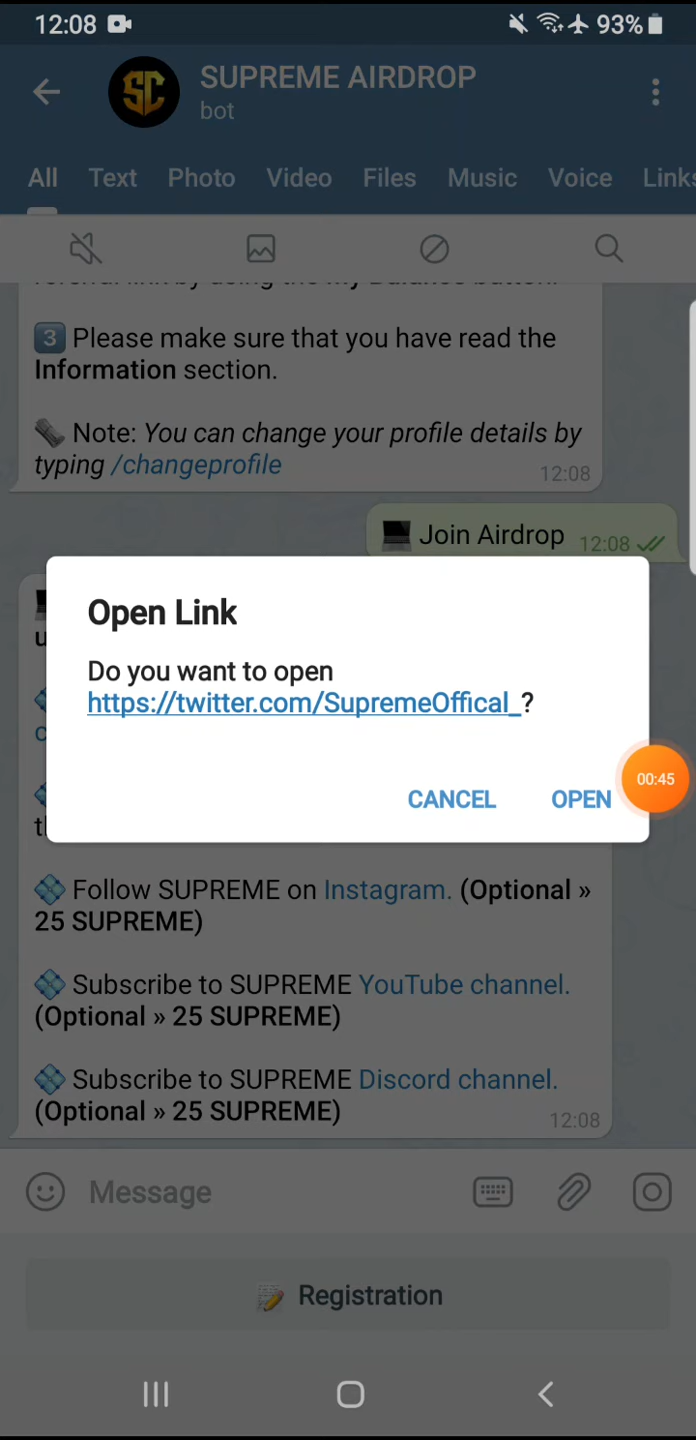 12:08
93%
SUPREME AIRDROP
bot
All Text Photo Video Files Music Voice Links
3 Please make sure that you have read the
Information section.
Note: You can change your profile details by
typing /changeprofile
12:08
Join Airdrop 12:08
Open Link
Do you want to open
https://twitter.com/SupremeOffical_?
CANCEL OPEN
00:45
Follow SUPREME on Instagram. (Optional »
25 SUPREME)
Subscribe to SUPREME YouTube channel.
(Optional » 25 SUPREME)
Subscribe to SUPREME Discord channel.
(Optional » 25 SUPREME)
12:08
Message
Registration